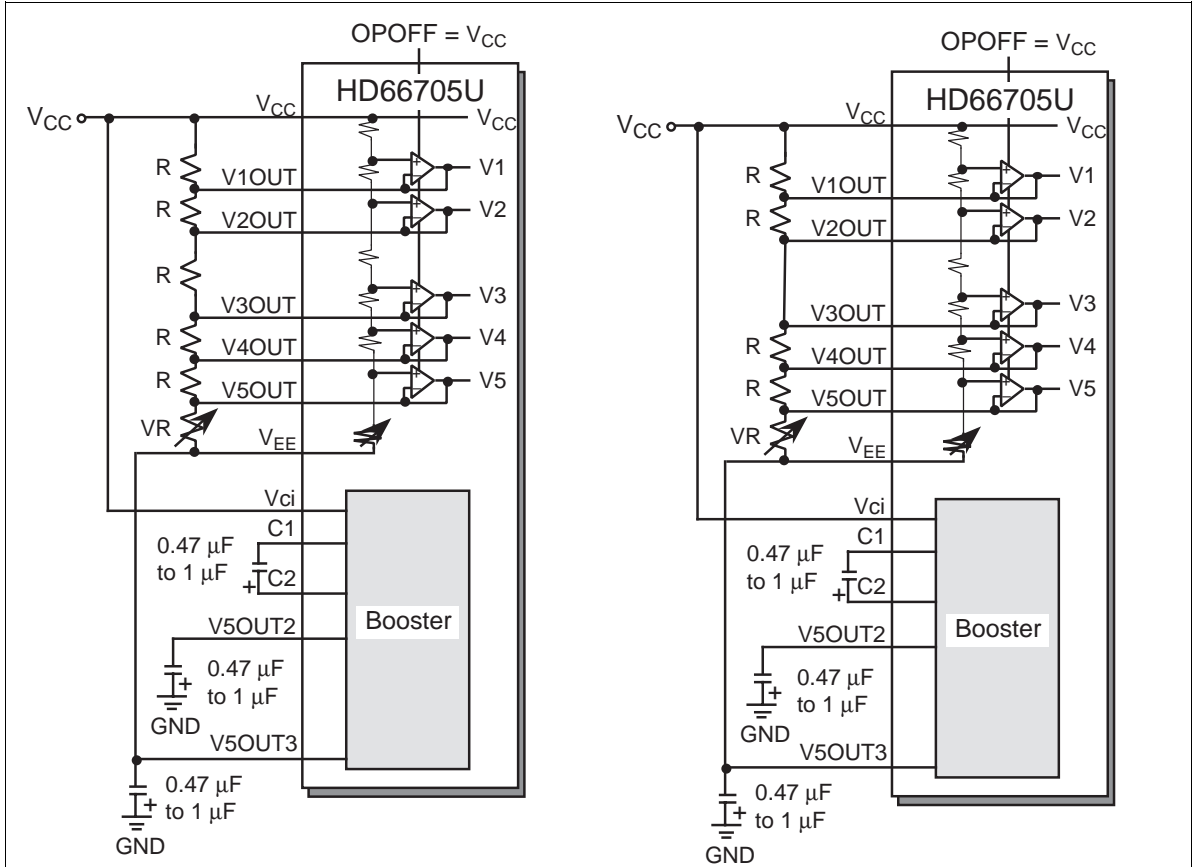 OPOFF = VCC
HD66705U
VCC
VCC
VCC
R
V1OUT
V1
R
V2OUT
V2
R
V3OUT
V3
R
V4OUT
V4
R
V5OUT
V5
VR
VEE
Vci
C1
0.47 µF
to 1 µF
+
C2
Booster
V5OUT2
0.47 µF
+
to 1 µF
GND
V5OUT3
0.47 µF
+
to 1 µF
GND
OPOFF = VCC
HD66705U
VCC
VCC
VCC
R
V1OUT
V1
R
V2OUT
V2
V3OUT
V3
R
V4OUT
V4
R
V5OUT
V5
VR
VEE
Vci
C1
0.47 µF
to 1 µF
+
C2
Booster
V5OUT2
0.47 µF
+
to 1 µF
GND
V5OUT3
0.47 µF
+
to 1 µF
GND